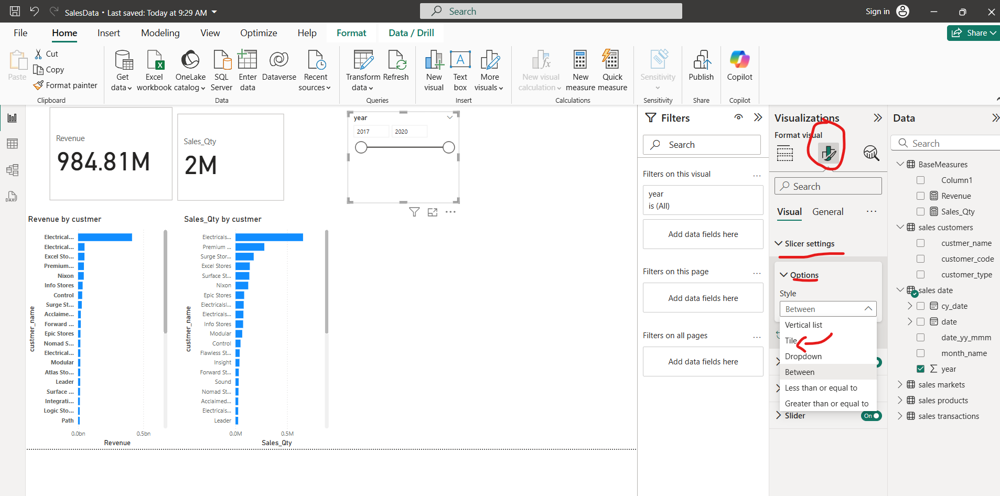 SalesData • Last saved: Today at 9:29 AM
Search
Sign in
File
Home
Insert
Modeling
View
Optimize
Help
Format
Data / Drill
Share
Paste
Cut
Copy
Format painter
Clipboard
Get data
Excel workbook
OneLake catalog
SQL Server
Enter data
Dataverse
Recent sources
Data
Transform data
Refresh
Queries
New visual
Text box
More visuals
Insert
New visual calculation
New measure
Quick measure
Calculations
Sensitivity
Sensitivity
Publish
Share
Copilot
Copilot
DAX
Revenue
984.81M
Sales_Qty
2M
year
2017
2020
Revenue by custmer
custmer_name
Electrical...
Electrical...
Excel Sto...
Premium...
Nixon
Info Stores
Control
Surge St...
Acclaime...
Forward ...
Epic Stores
Nomad S...
Electrical...
Modular
Atlas Sto...
Leader
Surface ...
Integrati...
Logic Sto...
Path
0.0bn
0.5bn
Revenue
Sales_Qty by custmer
custmer_name
Electricals...
Premium ...
Surge Stor...
Excel Stores
Surface St...
Nixon
Epic Stores
Electricalsl...
Electricals...
Info Stores
Modular
Control
Flawless St...
Insight
Forward St...
Sound
Nomad St...
Acclaimed...
Electricals...
Leader
0.0M
0.5M
Sales_Qty
Filters
Search
Filters on this visual
...
year
is (All)
Add data fields here
Filters on this page
...
Add data fields here
Filters on all pages
...
Add data fields here
Visualizations
Format visual
Search
Visual
General
...
Slicer settings
Options
Style
Between
Vertical list
Tile
Dropdown
Between
Less than or equal to
Greater than or equal to
Slider
On
Data
Search
BaseMeasures
Column1
Revenue
Sales_Qty
sales customers
custmer_name
customer_code
customer_type
sales date
cy_date
date
date_yy_mmm
month_name
year
sales markets
sales products
sales transactions